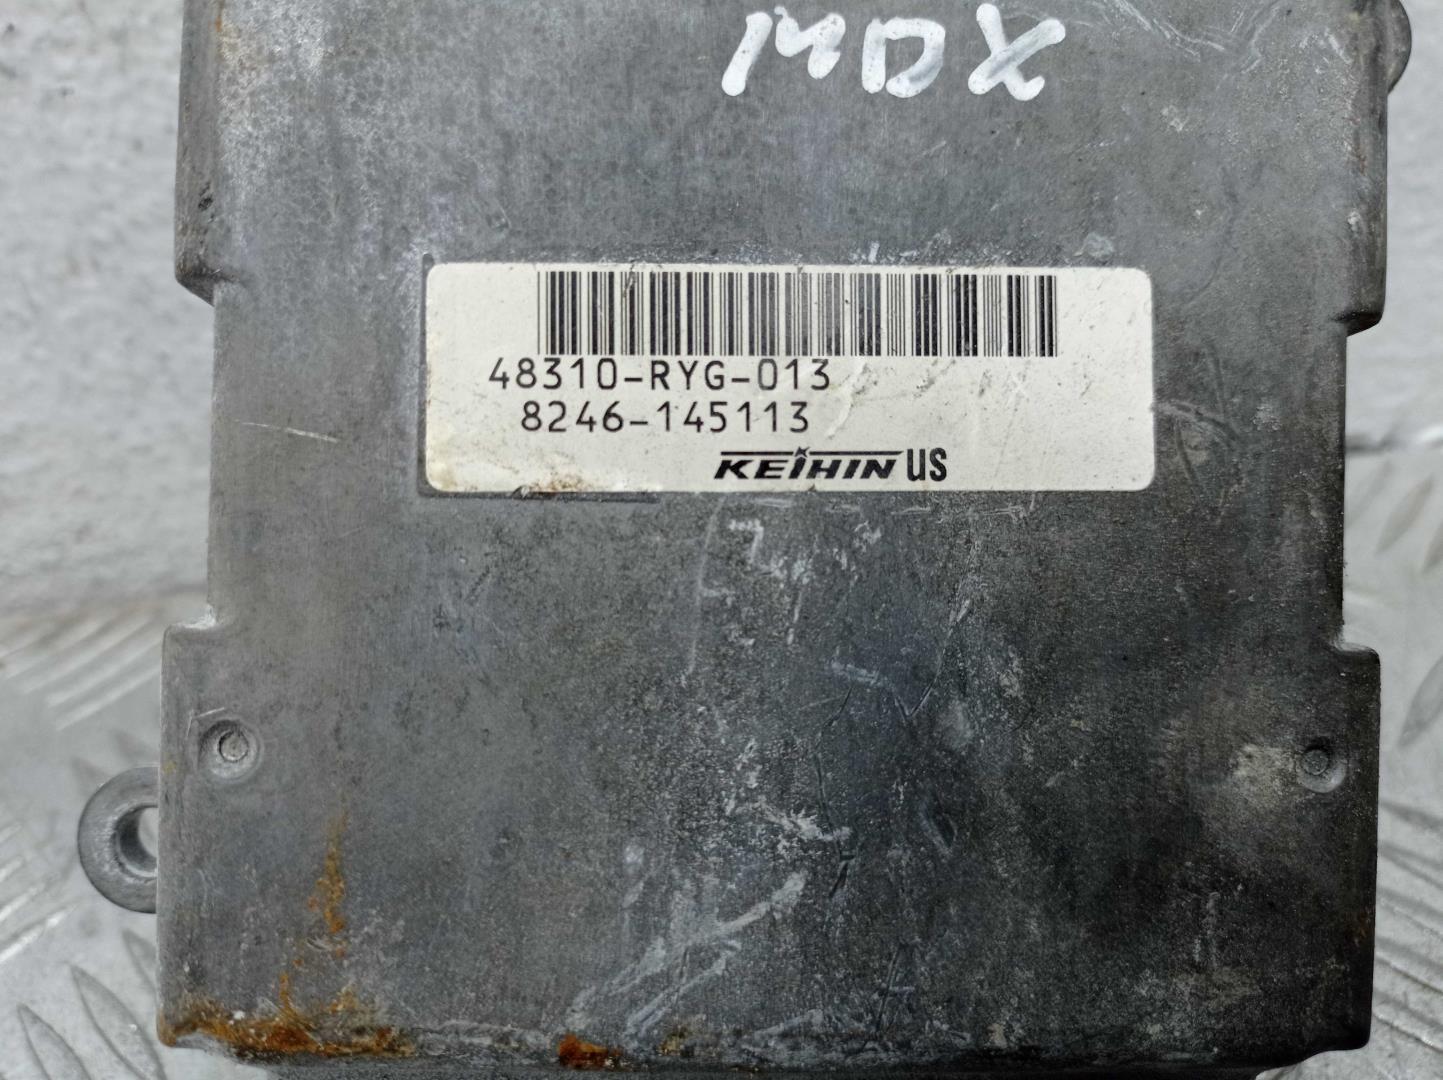 MDX
48310-RYG-013
8246-145113
KEIHIN US